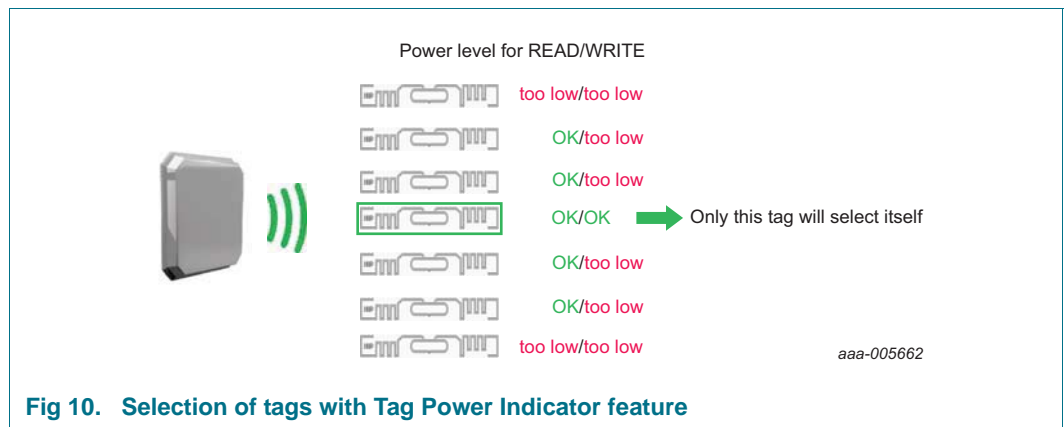 Power level for READ/WRITE
too low/too low
OK/too low
OK/too low
OK/OK Only this tag will select itself
OK/too low
OK/too low
too low/too low
aaa-005662
Fig 10. Selection of tags with Tag Power Indicator feature